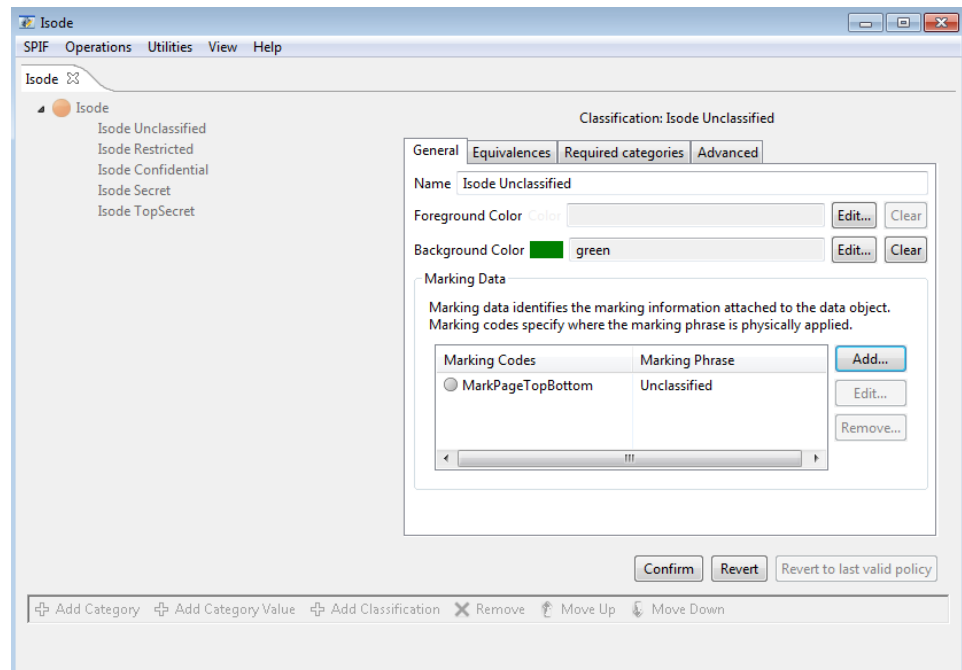 Isode
SPIF Operations Utilities View Help
Isode
Isode
Isode Unclassified
Isode Restricted
Isode Confidential
Isode Secret
Isode TopSecret
Classification: Isode Unclassified
General Equivalences Required categories Advanced
Name Isode Unclassified
Foreground Color Color Edit... Clear
Background Color green Edit... Clear
Marking Data
Marking data identifies the marking information attached to the data object.
Marking codes specify where the marking phrase is physically applied.
Marking Codes Marking Phrase Add...
MarkPageTopBottom Unclassified
Edit...
Remove...
Confirm Revert Revert to last valid policy
Add Category Add Category Value Add Classification Remove Move Up Move Down